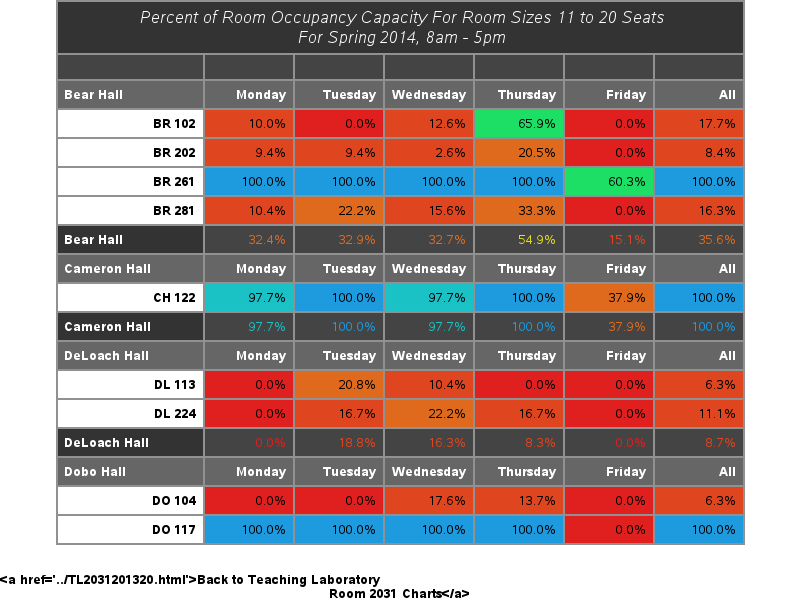 Percent of Room Occupancy Capacity For Room Sizes 11 to 20 Seats
For Spring 2014, 8am - 5pm
Bear Hall Monday Tuesday Wednesday Thursday Friday All
BR 102 10.0% 0.0% 12.6% 65.9% 0.0% 17.7%
BR 202 9.4% 9.4% 2.6% 20.5% 0.0% 8.4%
BR 261 100.0% 100.0% 100.0% 100.0% 60.3% 100.0%
BR 281 10.4% 22.2% 15.6% 33.3% 0.0% 16.3%
Bear Hall 32.4% 32.9% 32.7% 54.9% 15.1% 35.6%
Cameron Hall Monday Tuesday Wednesday Thursday Friday All
CH 122 97.7% 100.0% 97.7% 100.0% 37.9% 100.0%
Cameron Hall 97.7% 100.0% 97.7% 100.0% 37.9% 100.0%
DeLoach Hall Monday Tuesday Wednesday Thursday Friday All
DL 113 0.0% 20.8% 10.4% 0.0% 0.0% 6.3%
DL 224 0.0% 16.7% 22.2% 16.7% 0.0% 11.1%
DeLoach Hall 0.0% 18.8% 16.3% 8.3% 0.0% 8.7%
Dobo Hall Monday Tuesday Wednesday Thursday Friday All
DO 104 0.0% 0.0% 17.6% 13.7% 0.0% 6.3%
DO 117 100.0% 100.0% 100.0% 100.0% 0.0% 100.0%
<a href='../TL2031201320.html'>Back to Teaching Laboratory
Room 2031 Charts</a>